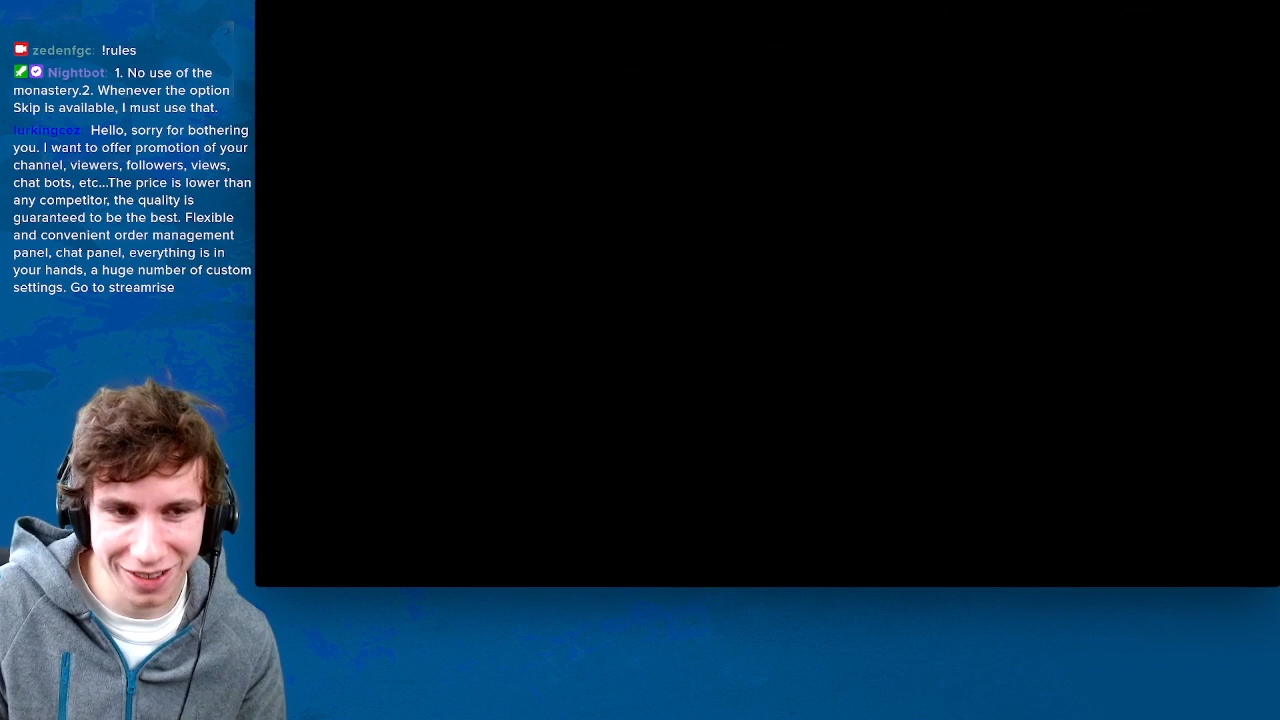 zedenfgc: !rules
Nightbot: 1. No use of the
monastery.2. Whenever the option
Skip is available, I must use that.
lurkingcez: Hello, sorry for bothering
you. I want to offer promotion of your
channel, viewers, followers, views,
chat bots, etc...The price is lower than
any competitor, the quality is
guaranteed to be the best. Flexible
and convenient order management
panel, chat panel, everything is in
your hands, a huge number of custom
settings. Go to streamrise